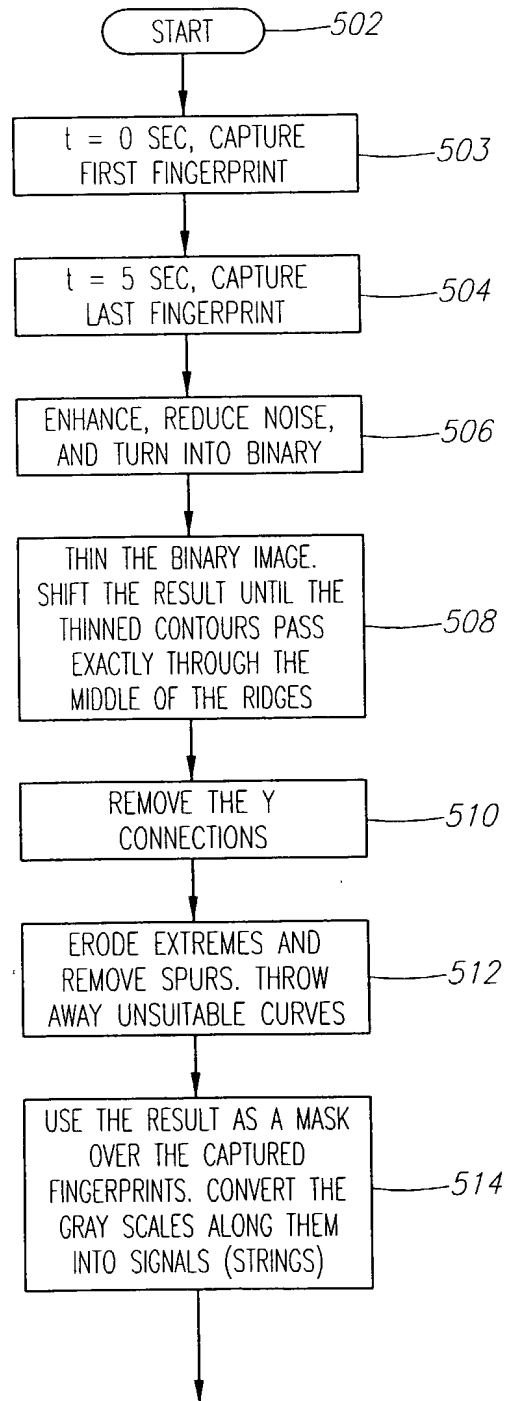 START
502
t = 0 SEC, CAPTURE
FIRST FINGERPRINT
503
t = 5 SEC, CAPTURE
LAST FINGERPRINT
504
ENHANCE, REDUCE NOISE,
AND TURN INTO BINARY
506
THIN THE BINARY IMAGE.
SHIFT THE RESULT UNTIL THE
THINNED CONTOURS PASS
EXACTLY THROUGH THE
MIDDLE OF THE RIDGES
508
REMOVE THE Y
CONNECTIONS
510
ERODE EXTREMES AND
REMOVE SPURS. THROW
AWAY UNSUITABLE CURVES
512
USE THE RESULT AS A MASK
OVER THE CAPTURED
FINGERPRINTS. CONVERT THE
GRAY SCALES ALONG THEM
INTO SIGNALS (STRINGS)
514